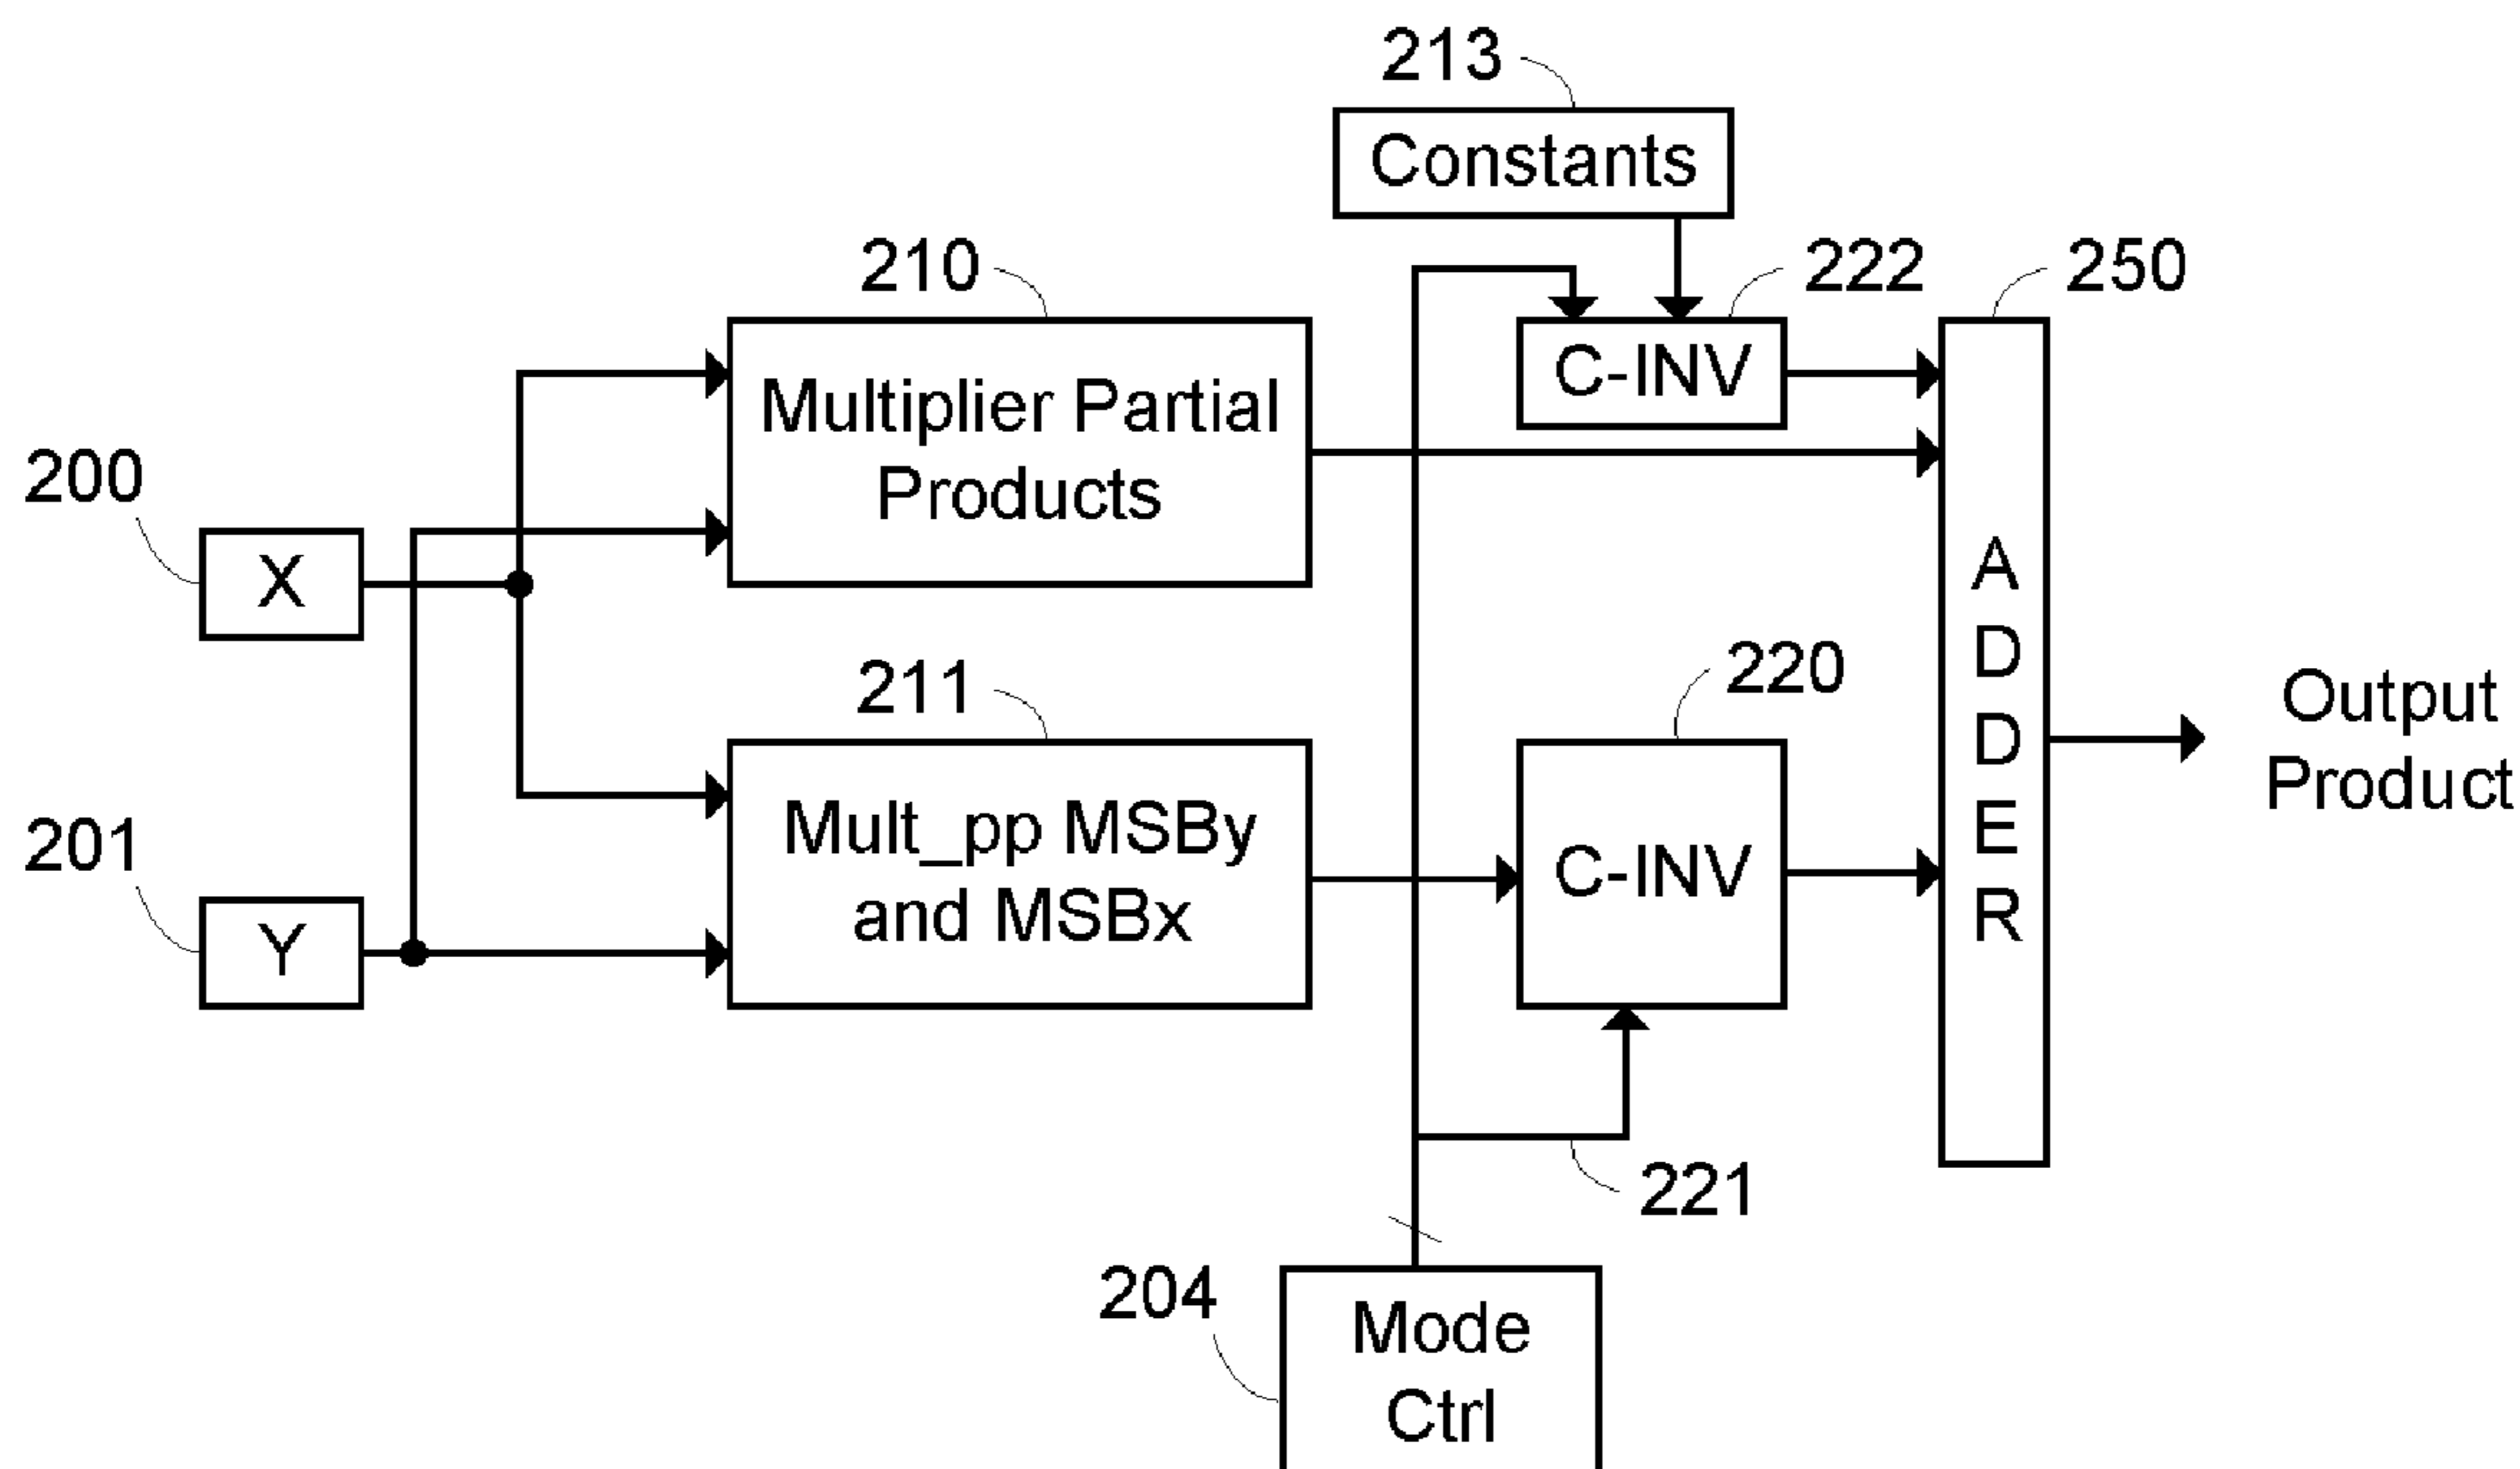 213
Constants
210
222
250
Multiplier Partial
Products
C-INV
200
X
A
D
D
E
R
211
220
Output
Product
201
Y
Mult_pp MSBy
and MSBx
C-INV
221
204
Mode
Ctrl